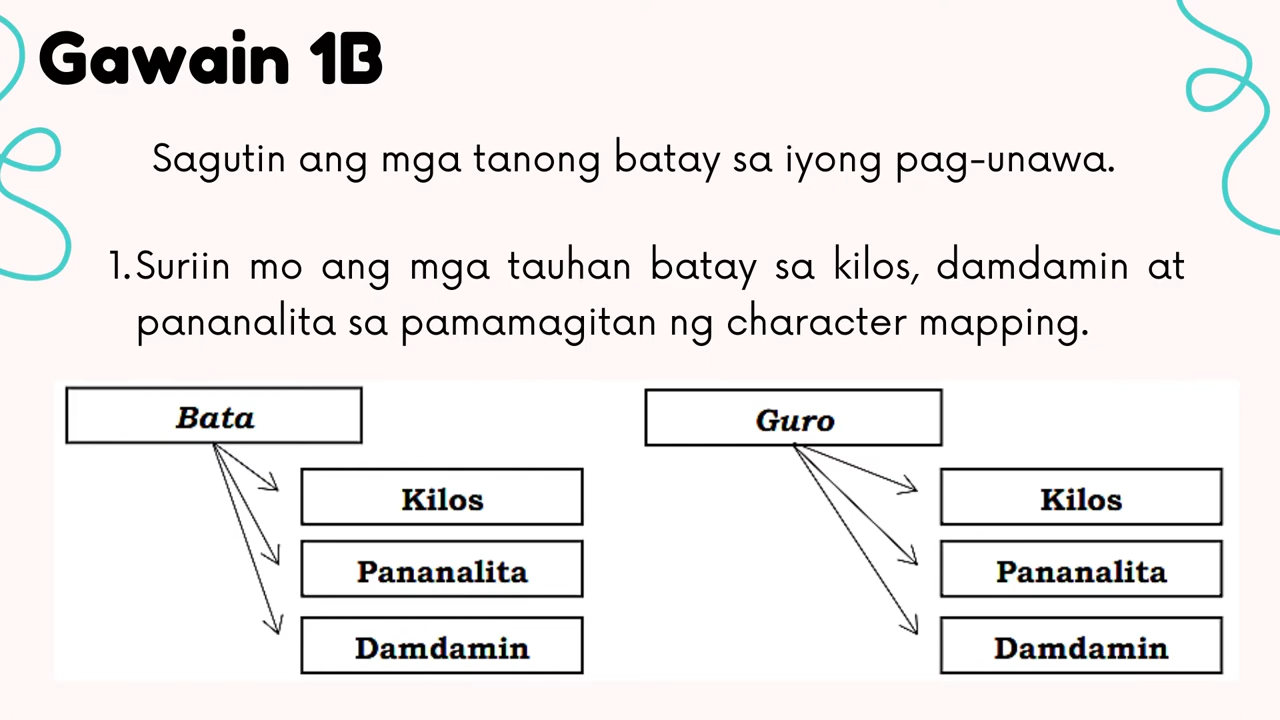 Gawain 1B
Sagutin ang mga tanong batay sa iyong pag-unawa.
1. Suriin mo ang mga tauhan batay sa kilos, damdamin at
pananalita sa pamamagitan ng character mapping.
Bata
Kilos
Pananalita
Damdamin
Guro
Kilos
Pananalita
Damdamin